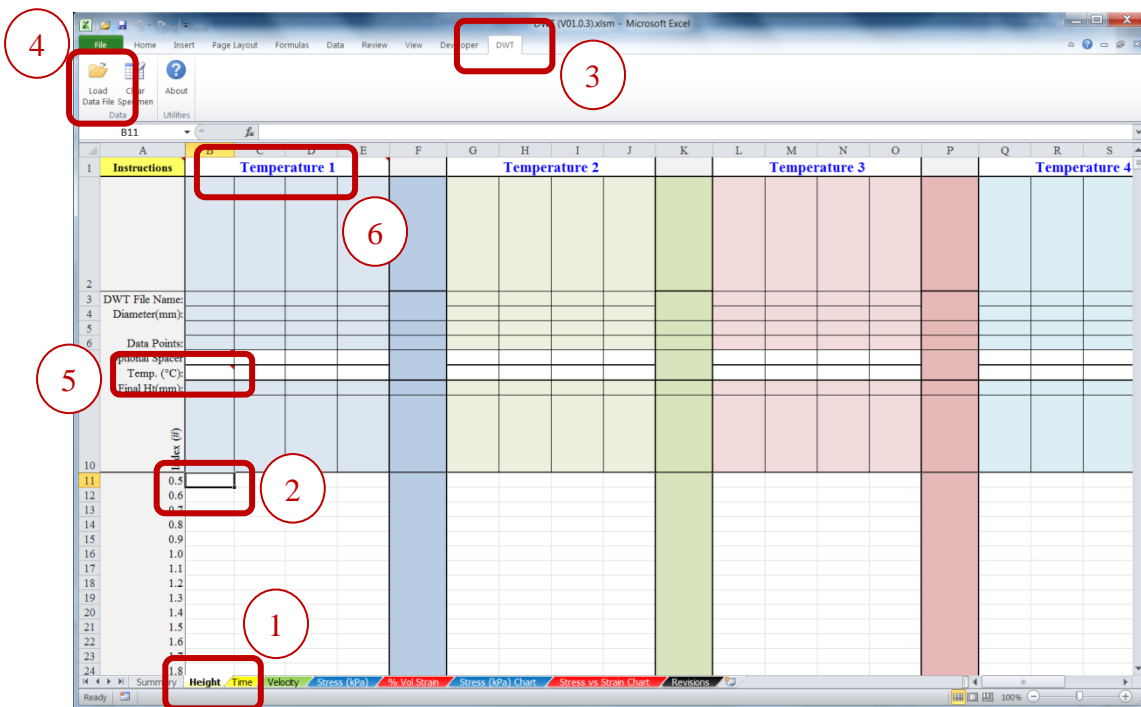 DWT (V01.0.3).xlsm - Microsoft Excel
4
File Home Insert Page Layout Formulas Data Review View Developer DWT
3
Load Data File
Clear Specimen
About
Data
Utilities
B11
fx
A B C D E F G H I J K L M N O P Q R S
1 Instructions Temperature 1 Temperature 2 Temperature 3 Temperature 4
6
2
3 DWT File Name:
4 Diameter(mm):
5
6 Data Points:
Optional Spacer
Temp. (°C):
5
Final Ht(mm):
Index (#)
10
11 0.5
2
12 0.6
13 0.7
14 0.8
15 0.9
16 1.0
17 1.1
18 1.2
19 1.3
20 1.4
21 1.5
1
22 1.6
23 1.7
24 1.8
Summary Height Time Velocity Stress (kPa) % Vol Strain Stress (kPa) Chart Stress vs Strain Chart Revisions
Ready 100%